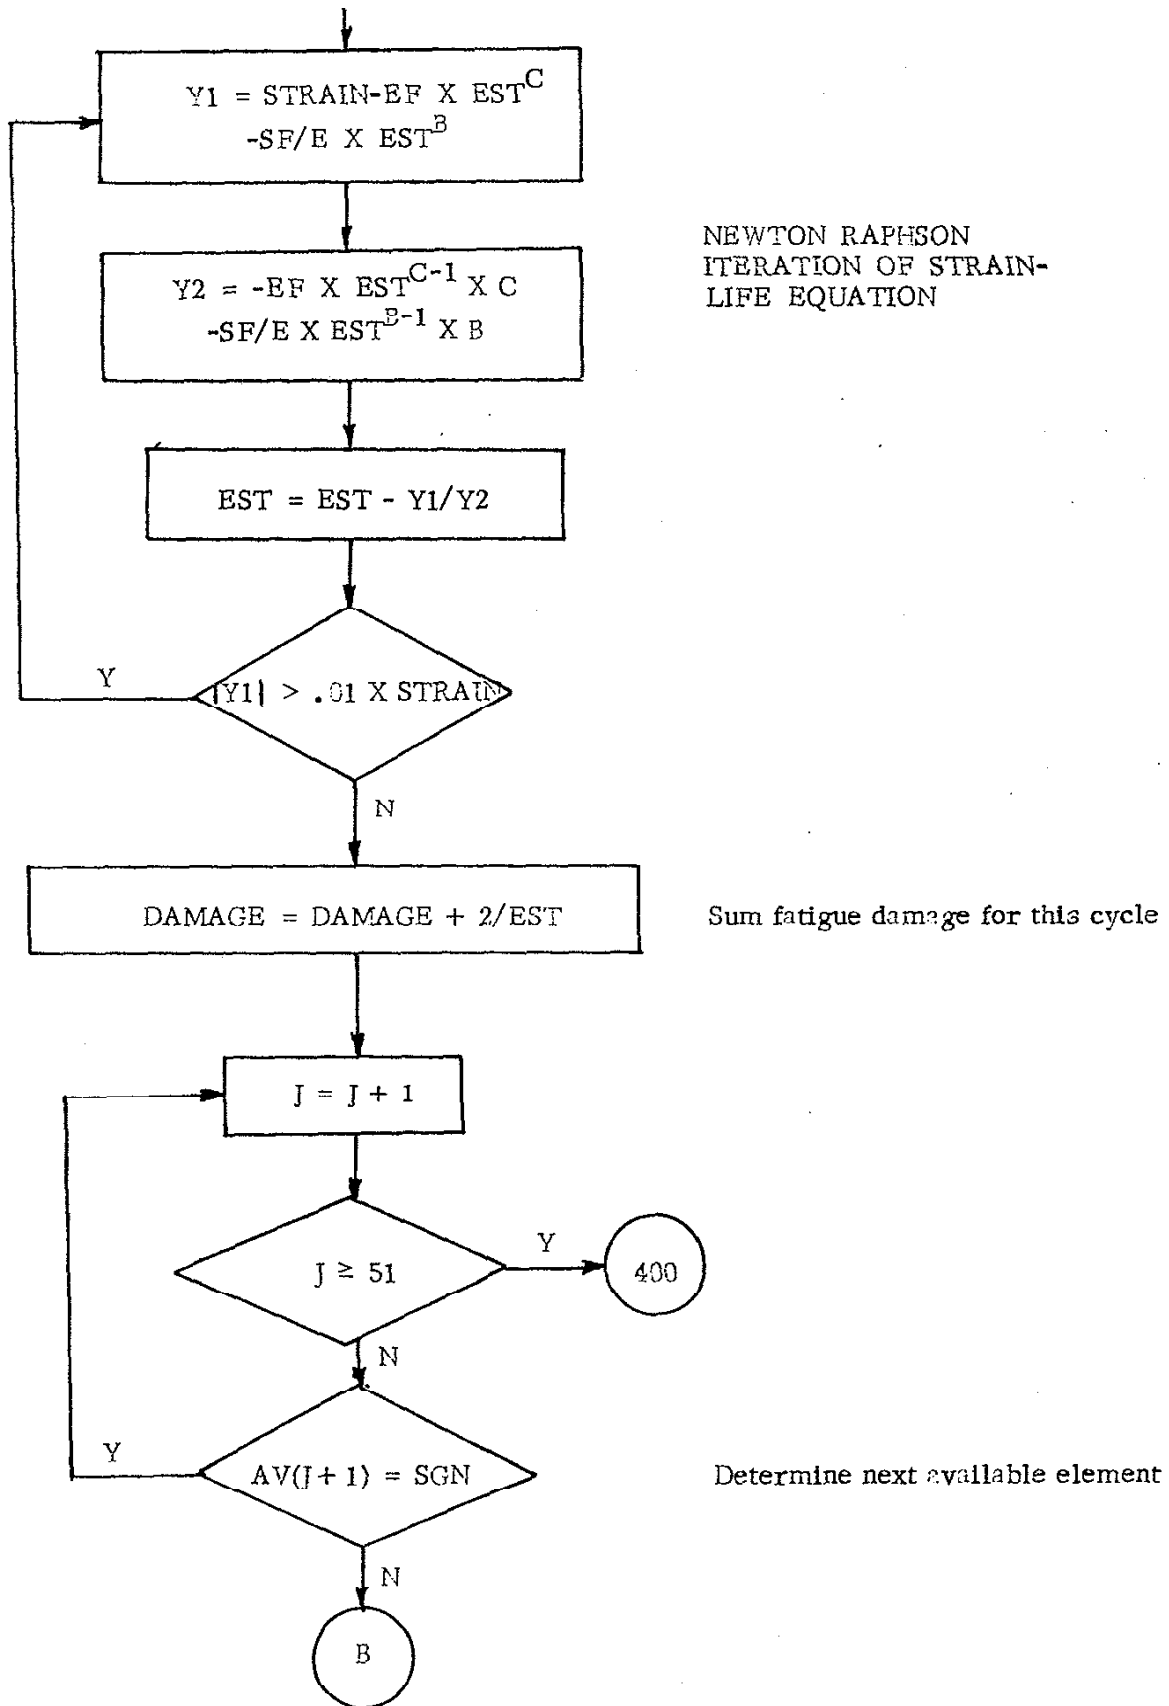 Y1 = STRAIN-EF X EST^C
-SF/E X EST^B
NEWTON RAPHSON
ITERATION OF STRAIN-
LIFE EQUATION
Y2 = -EF X EST^C-1 X C
-SF/E X EST^B-1 X B
EST = EST - Y1/Y2
Y
|Y1| > .01 X STRAIN
N
DAMAGE = DAMAGE + 2/EST
Sum fatigue damage for this cycle
J = J + 1
J ≥ 51
Y
400
N
Y
AV(J + 1) = SGN
Determine next available element
N
B